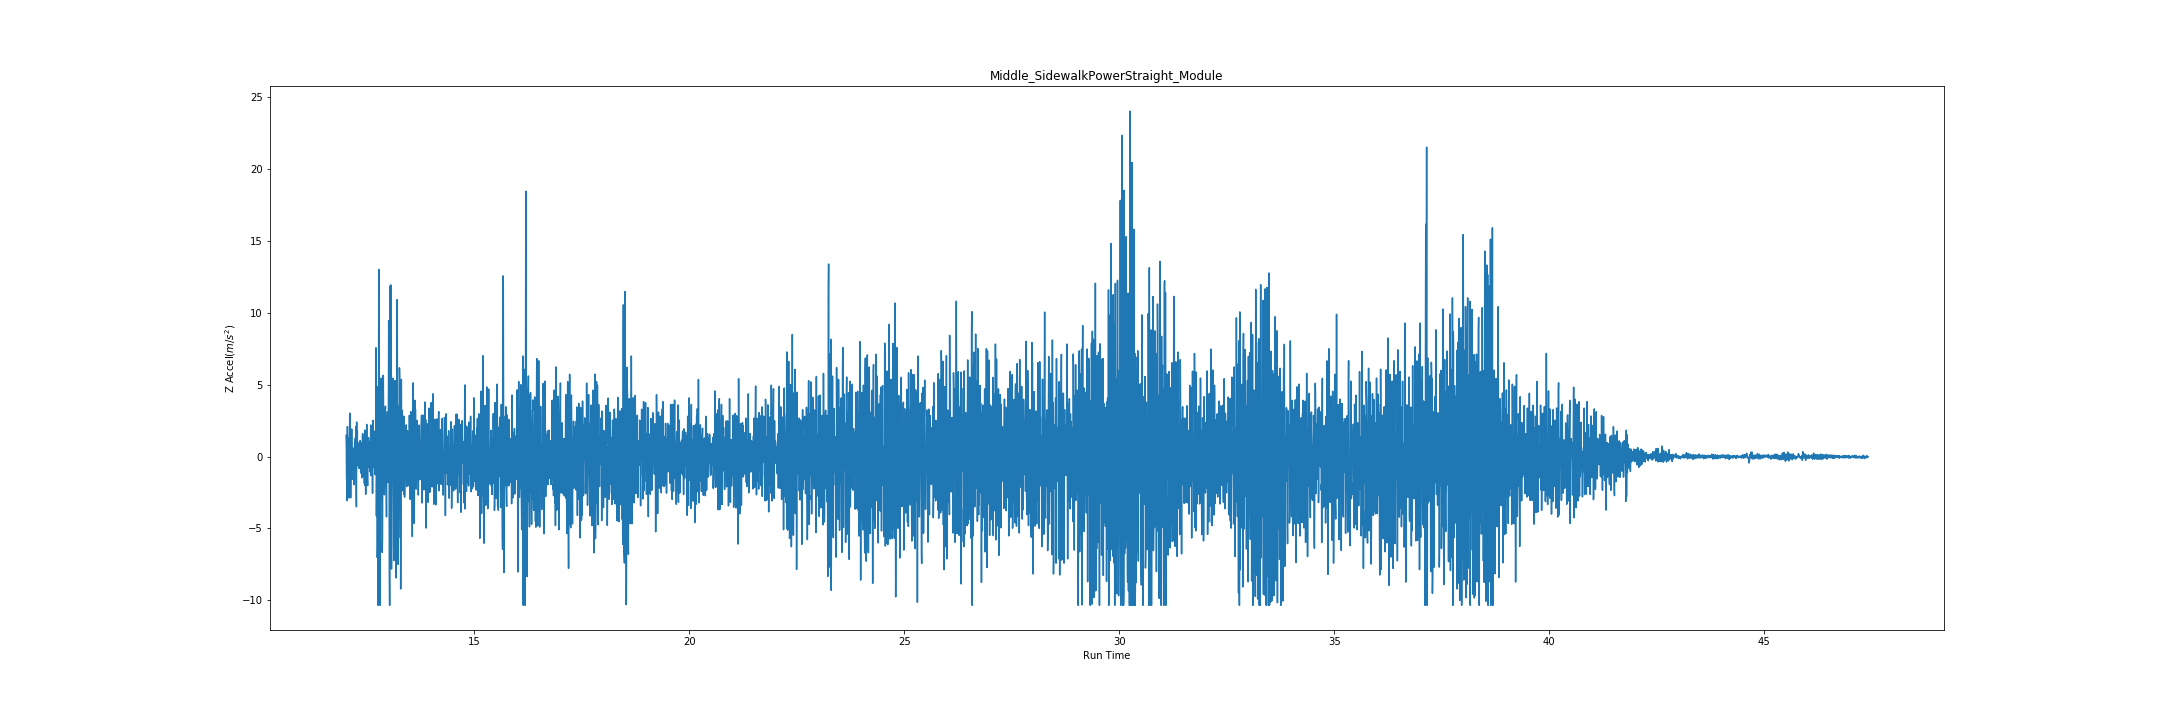 Middle_SidewalkPowerStraight_Module
25
20
15
10
5
0
−5
−10
Z Accel(m/s²)
15 20 25 30 35 40 45
Run Time